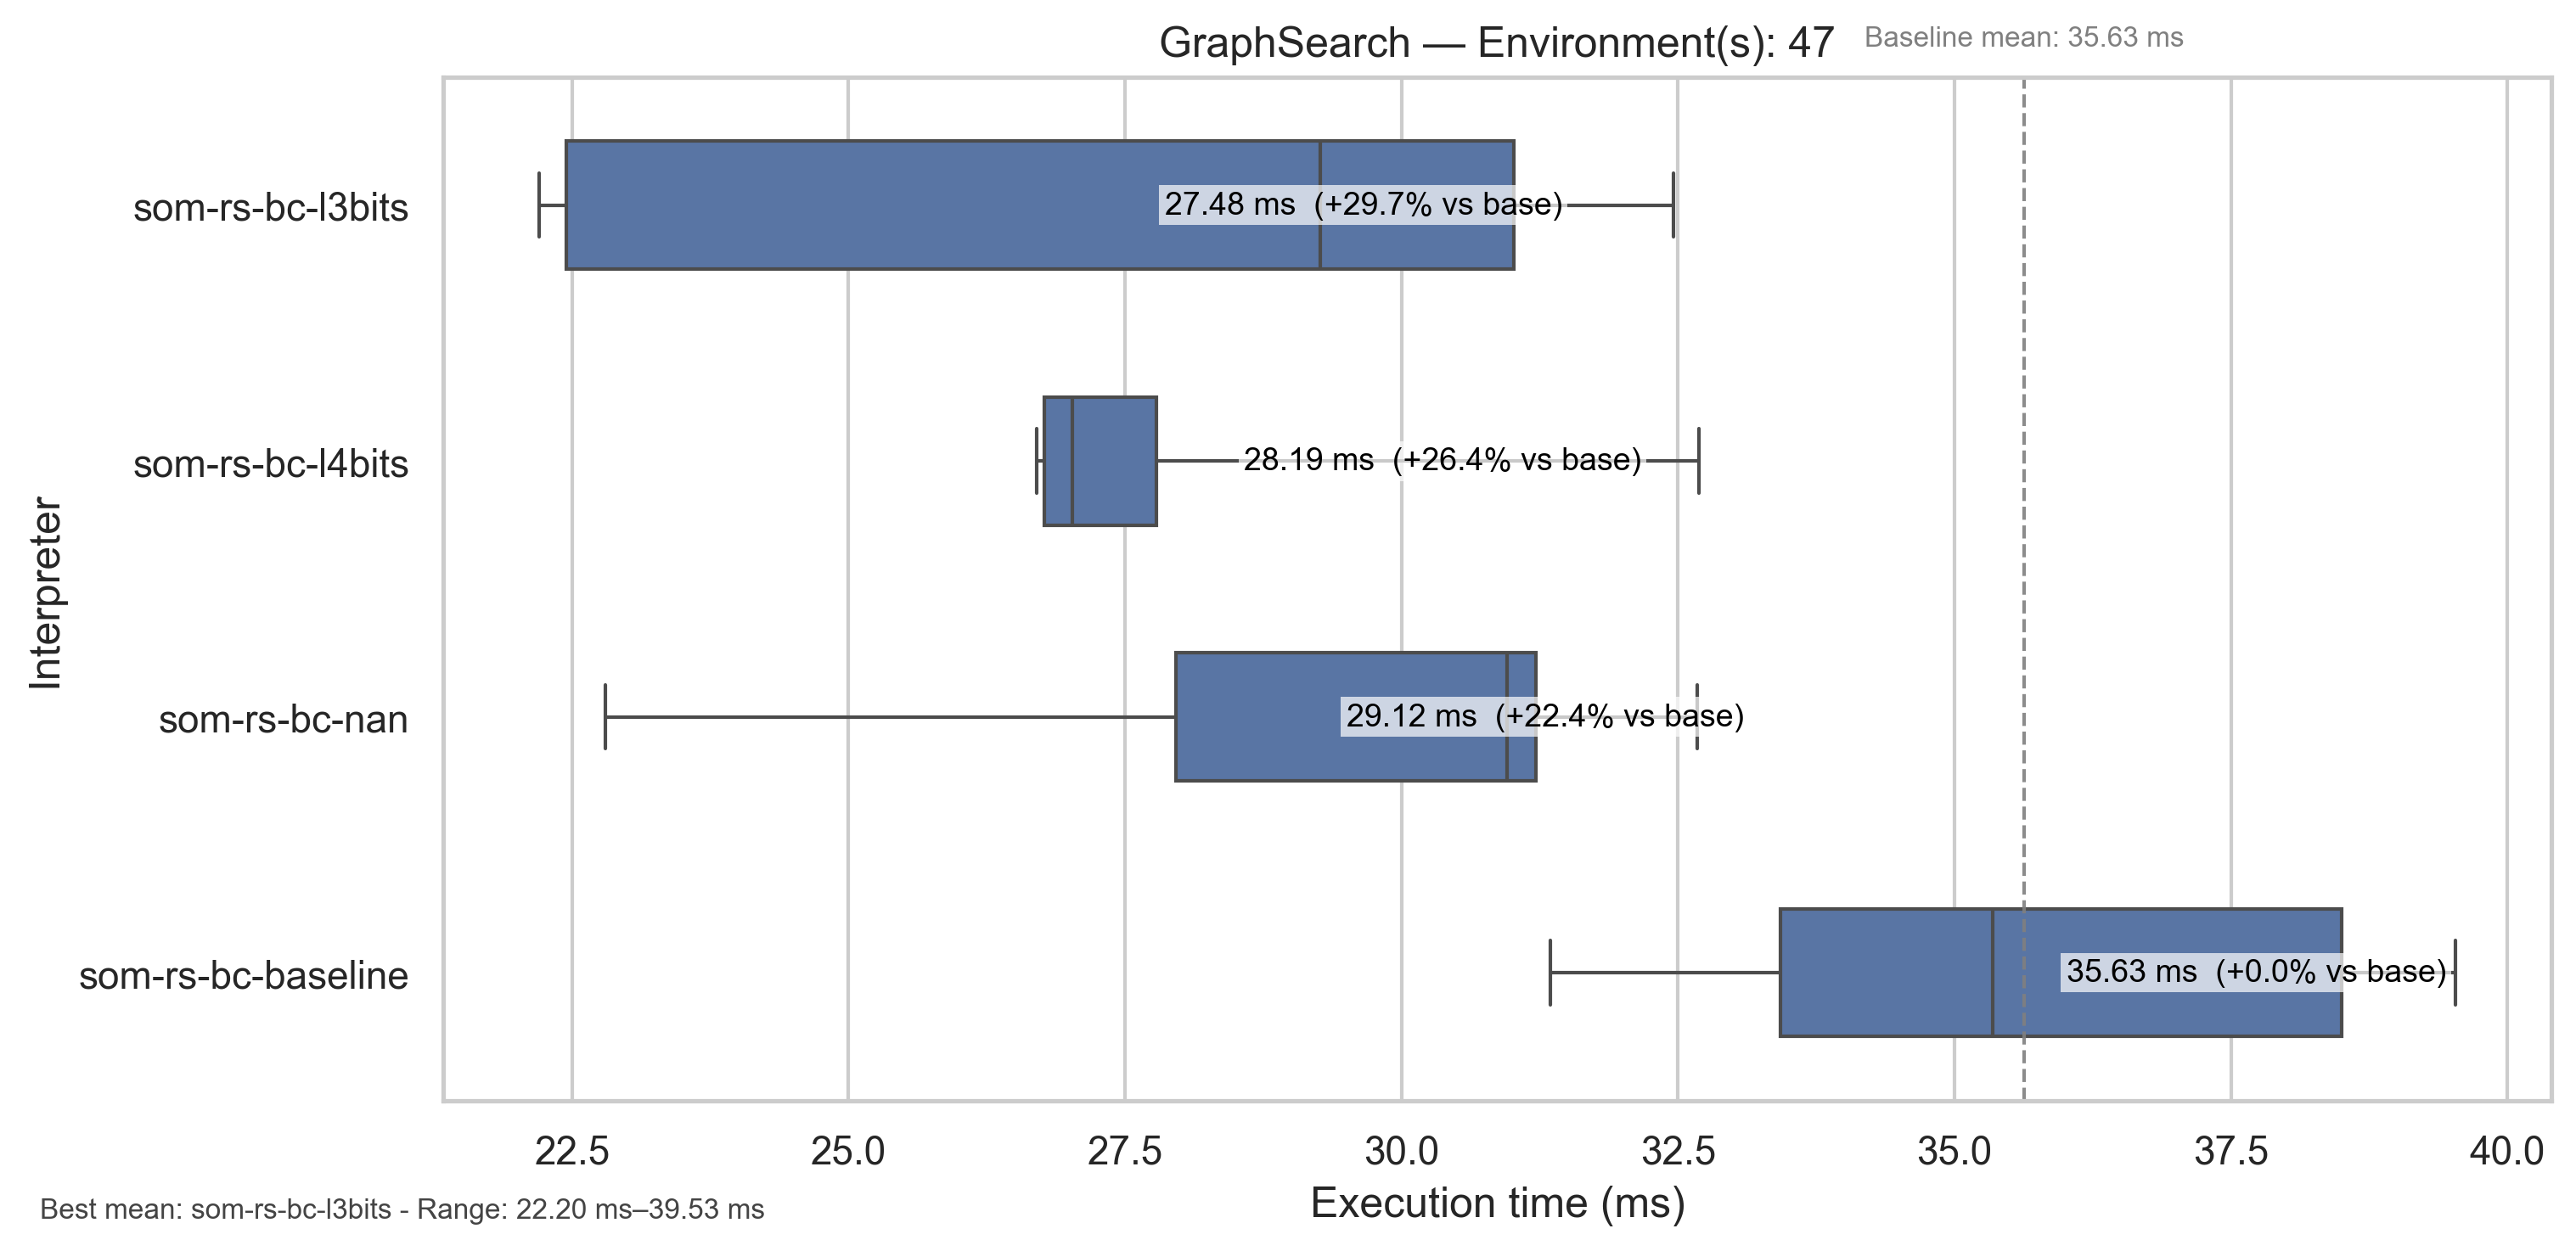 GraphSearch — Environment(s): 47
Baseline mean: 35.63 ms
Interpreter
som-rs-bc-l3bits
27.48 ms (+29.7% vs base)
som-rs-bc-l4bits
28.19 ms (+26.4% vs base)
som-rs-bc-nan
29.12 ms (+22.4% vs base)
som-rs-bc-baseline
35.63 ms (+0.0% vs base)
22.5 25.0 27.5 30.0 32.5 35.0 37.5 40.0
Execution time (ms)
Best mean: som-rs-bc-l3bits - Range: 22.20 ms–39.53 ms